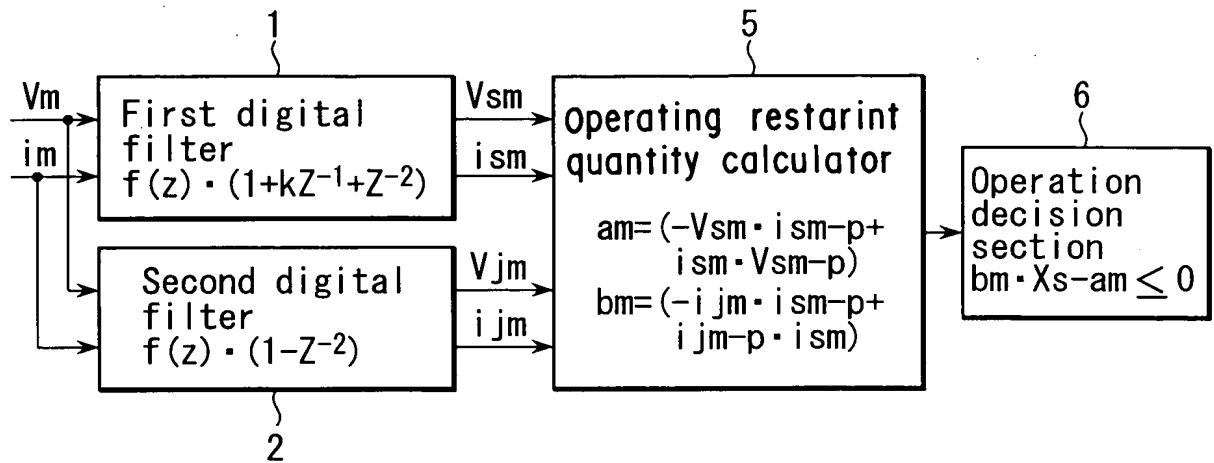 1
Vm
im
First digital
filter
f(z)·(1+kZ⁻¹+Z⁻²)
Vsm
ism
Second digital
filter
f(z)·(1-Z⁻²)
2
Vjm
ijm
5
Operating restarint
quantity calculator
am=(-Vsm·ism-p+
ism·Vsm-p)
bm=(-ijm·ism-p+
ijm-p·ism)
6
Operation
decision
section
bm·Xs-am≤0